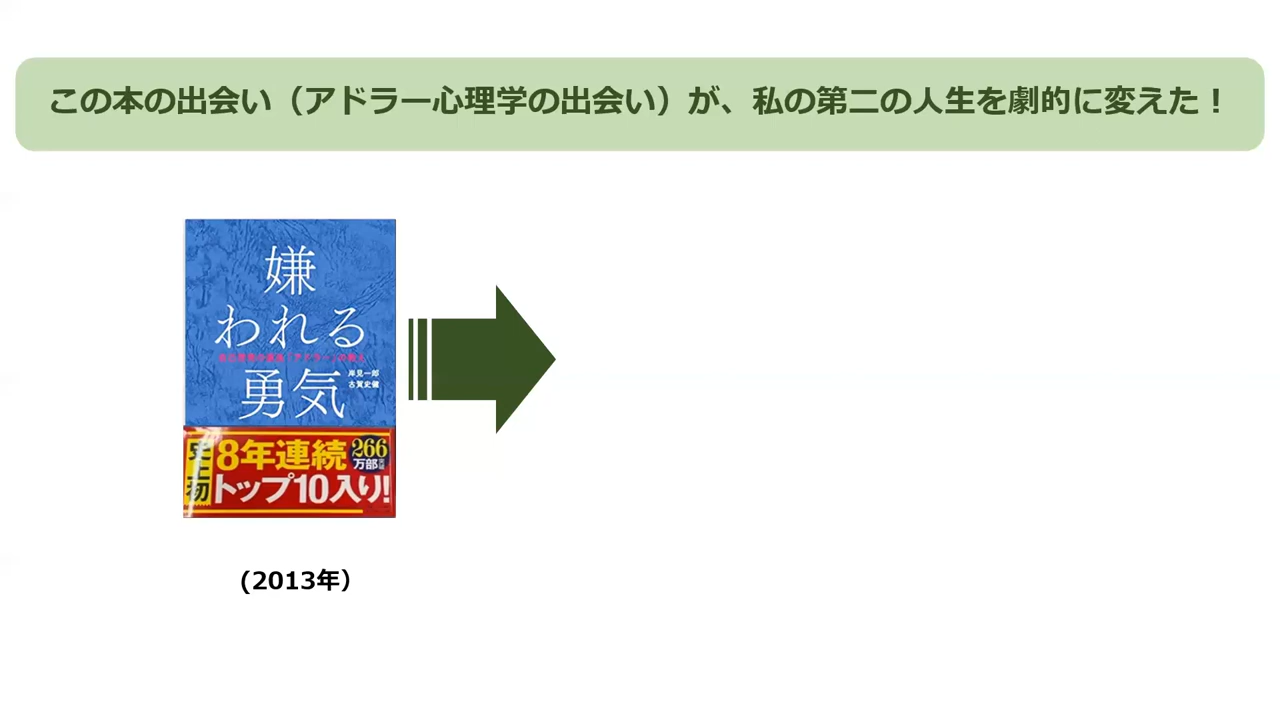 この本の出会い（アドラー心理学の出会い）が、私の第二の人生を劇的に変えた！
嫌
われる
勇気
岸見一郎
古賀史健
史上初
8年連続
トップ10入り!
266
万部
(2013年）